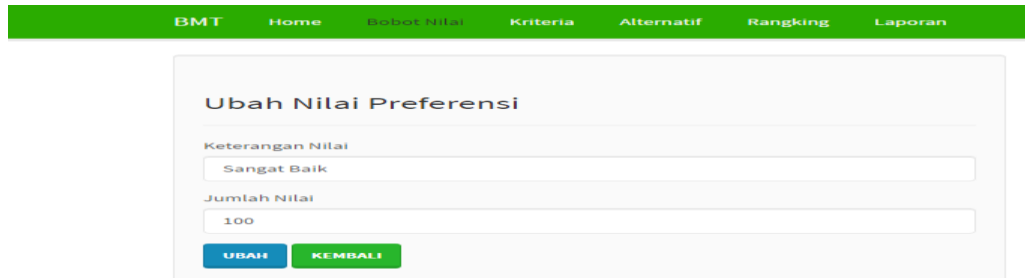 BMT Home Bobot Nilai Kriteria Alternatif Rangking Laporan
Ubah Nilai Preferensi
Keterangan Nilai
Sangat Baik
Jumlah Nilai
100
UBAH KEMBALI